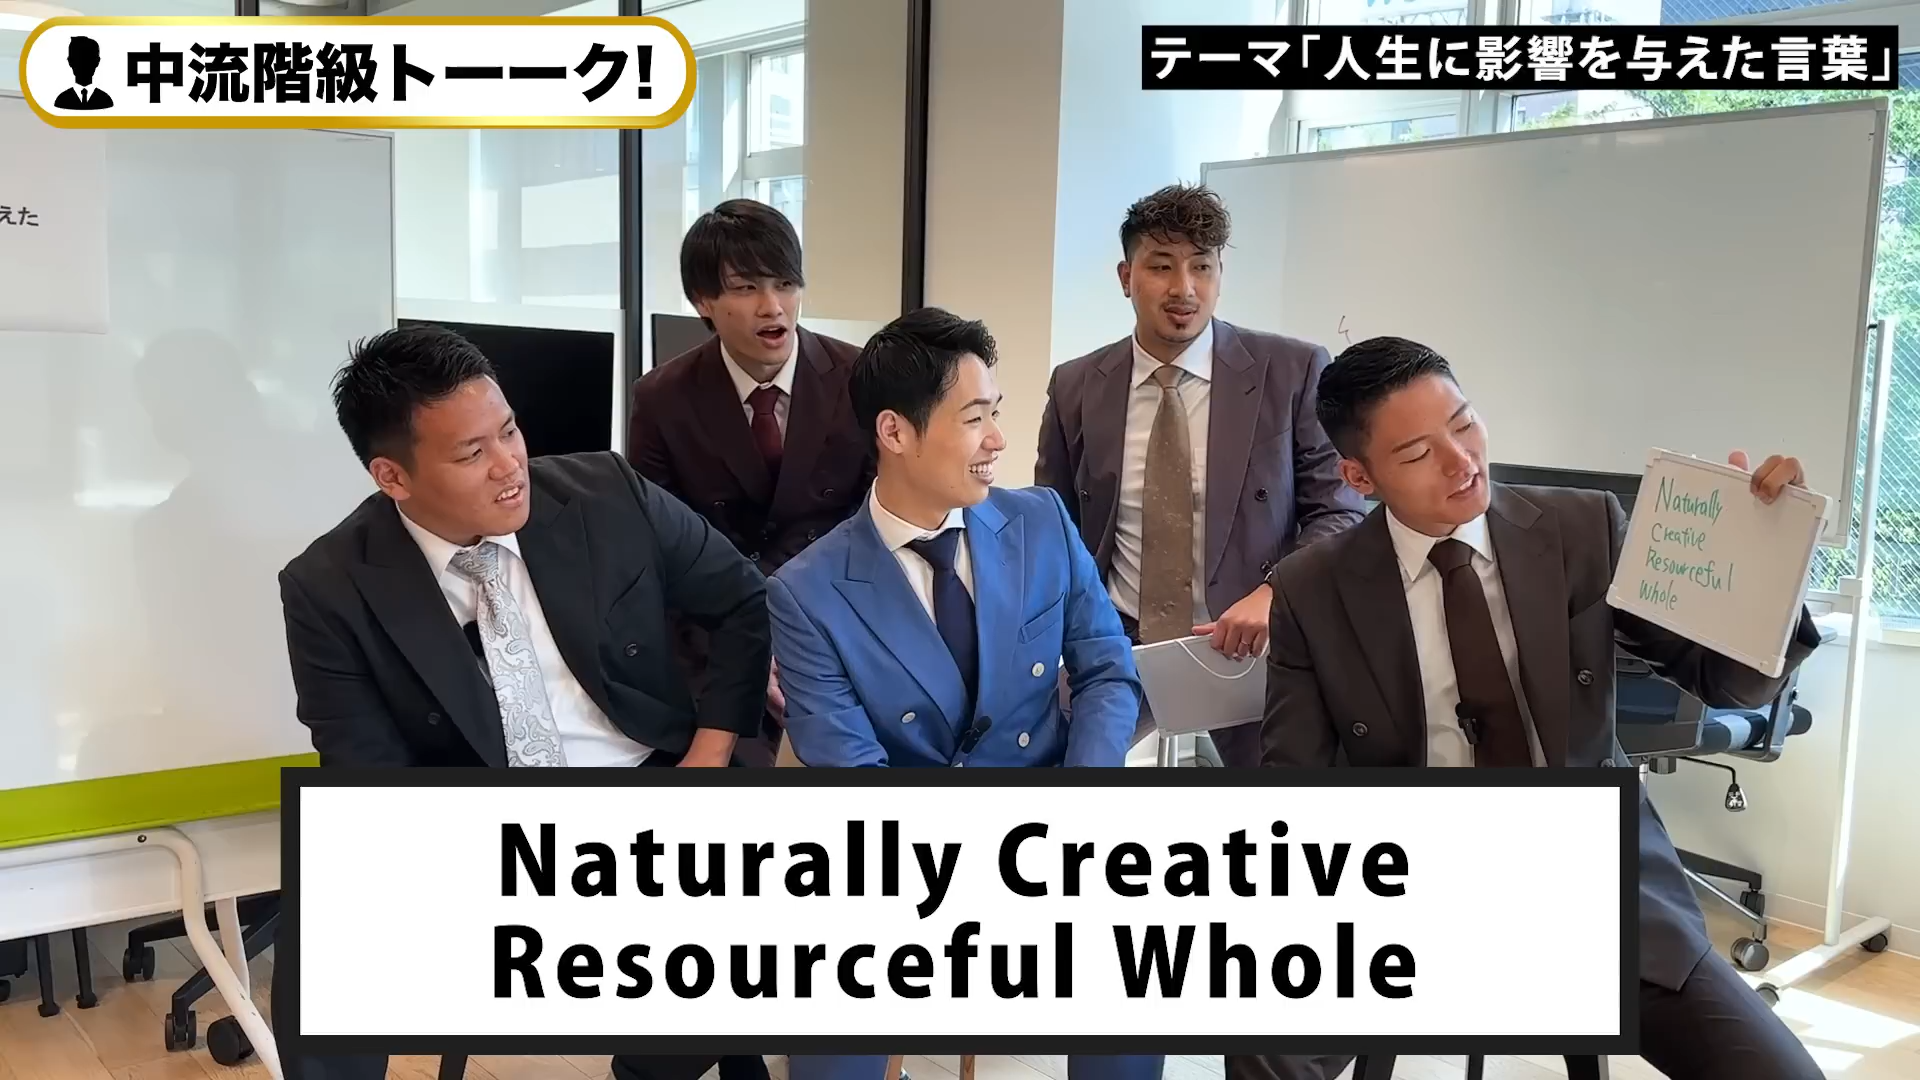 中流階級トーーク!
テーマ「人生に影響を与えた言葉」
えた
Naturally
Creative
Resourceful
Whole
Naturally Creative
Resourceful Whole